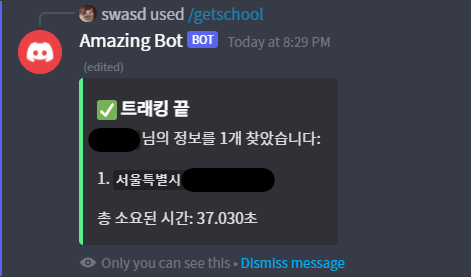 swasd used /getschool
Amazing Bot BOT Today at 8:29 PM
(edited)
트래킹 끝
님의 정보를 1개 찾았습니다:
1. 서울특별시
총 소요된 시간: 37.030초
Only you can see this • Dismiss message